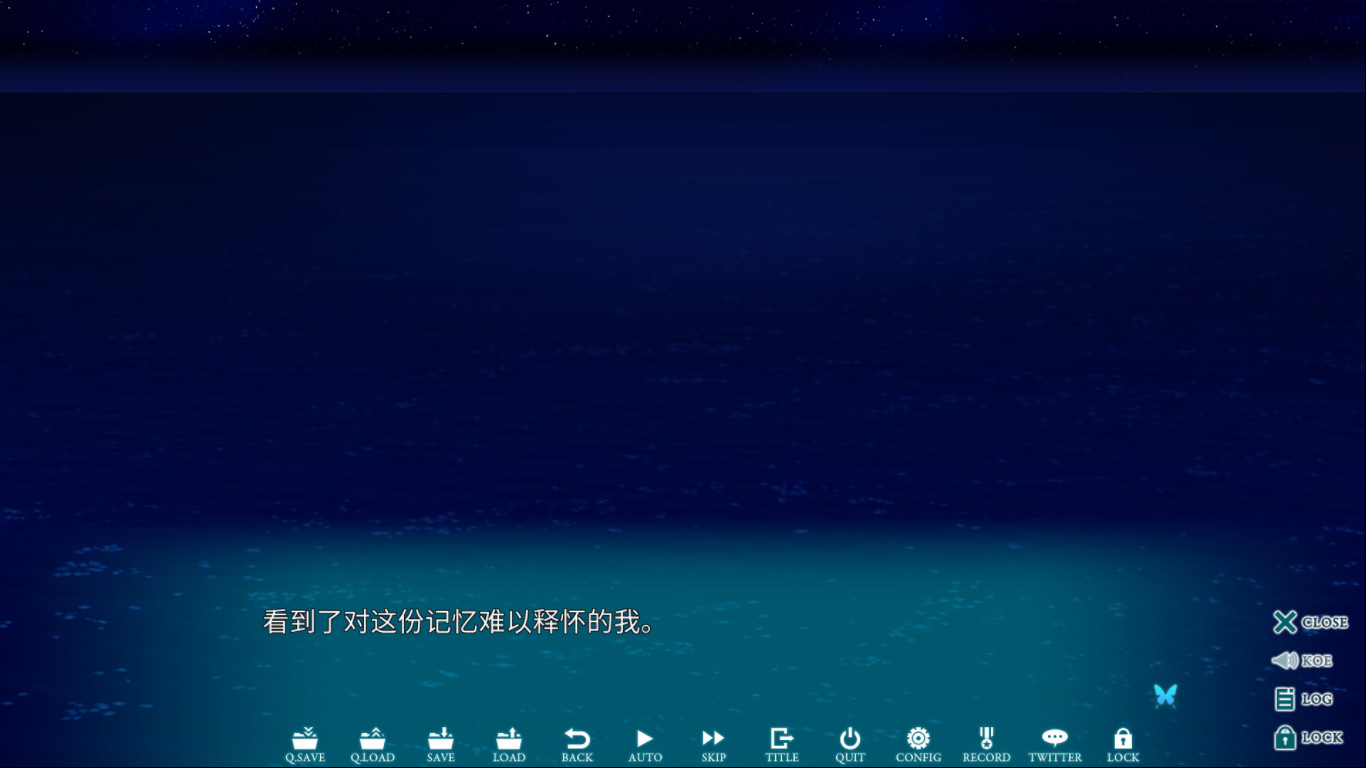 看到了对这份记忆难以释怀的我。
CLOSE
KOE
LOG
LOCK
Q.SAVE Q.LOAD SAVE LOAD BACK AUTO SKIP TITLE QUIT CONFIG RECORD TWITTER LOCK